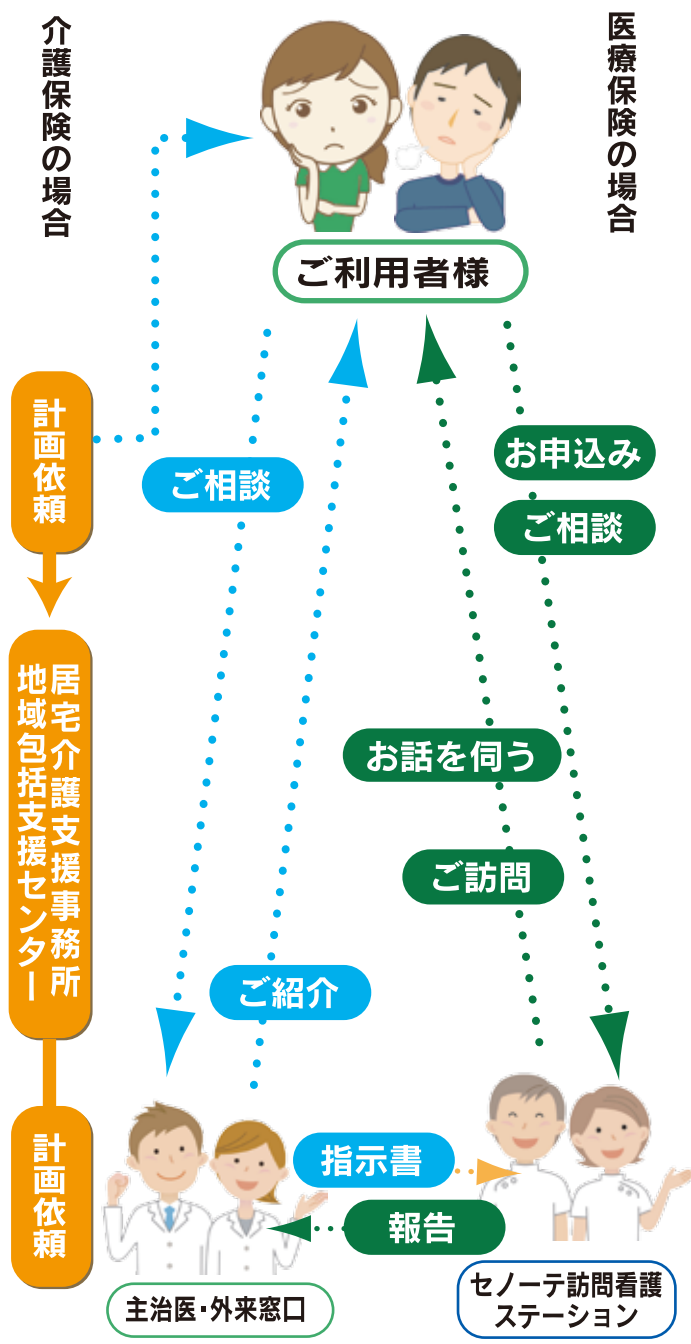 介護保険の場合
医療保険の場合
ご利用者様
計画依頼
お申込み
ご相談
ご相談
居宅介護支援事務所
地域包括支援センター
お話を伺う
ご訪問
ご紹介
計画依頼
指示書
報告
主治医・外来窓口
セノーテ訪問看護
ステーション